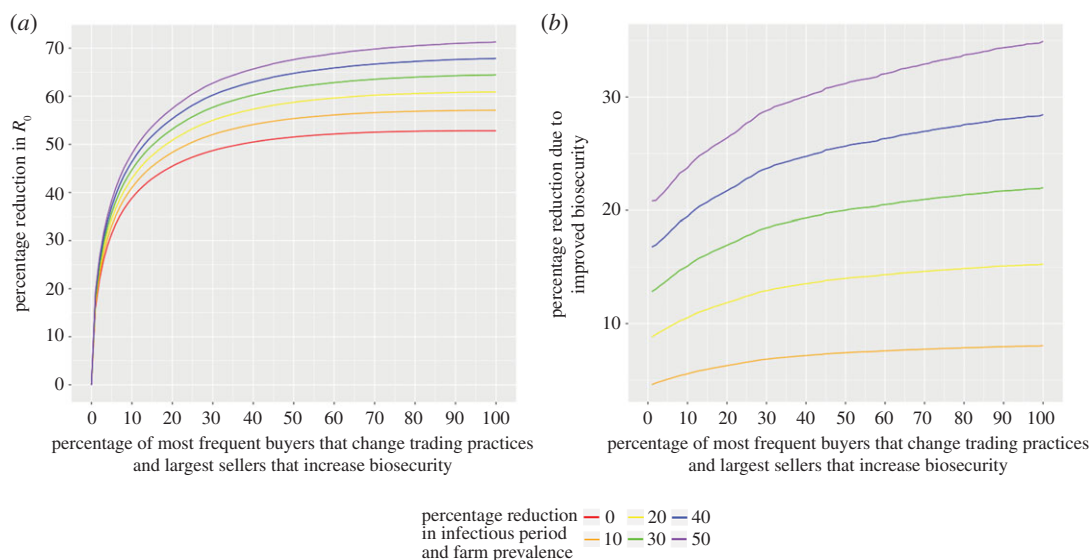 (a)
percentage reduction in R0
70
60
50
40
30
20
10
0
0 10 20 30 40 50 60 70 80 90 100
percentage of most frequent buyers that change trading practices
and largest sellers that increase biosecurity
(b)
percentage reduction due to
improved biosecurity
30
20
10
0 10 20 30 40 50 60 70 80 90 100
percentage of most frequent buyers that change trading practices
and largest sellers that increase biosecurity
percentage reduction
in infectious period
and farm prevalence
0 20 40
10 30 50